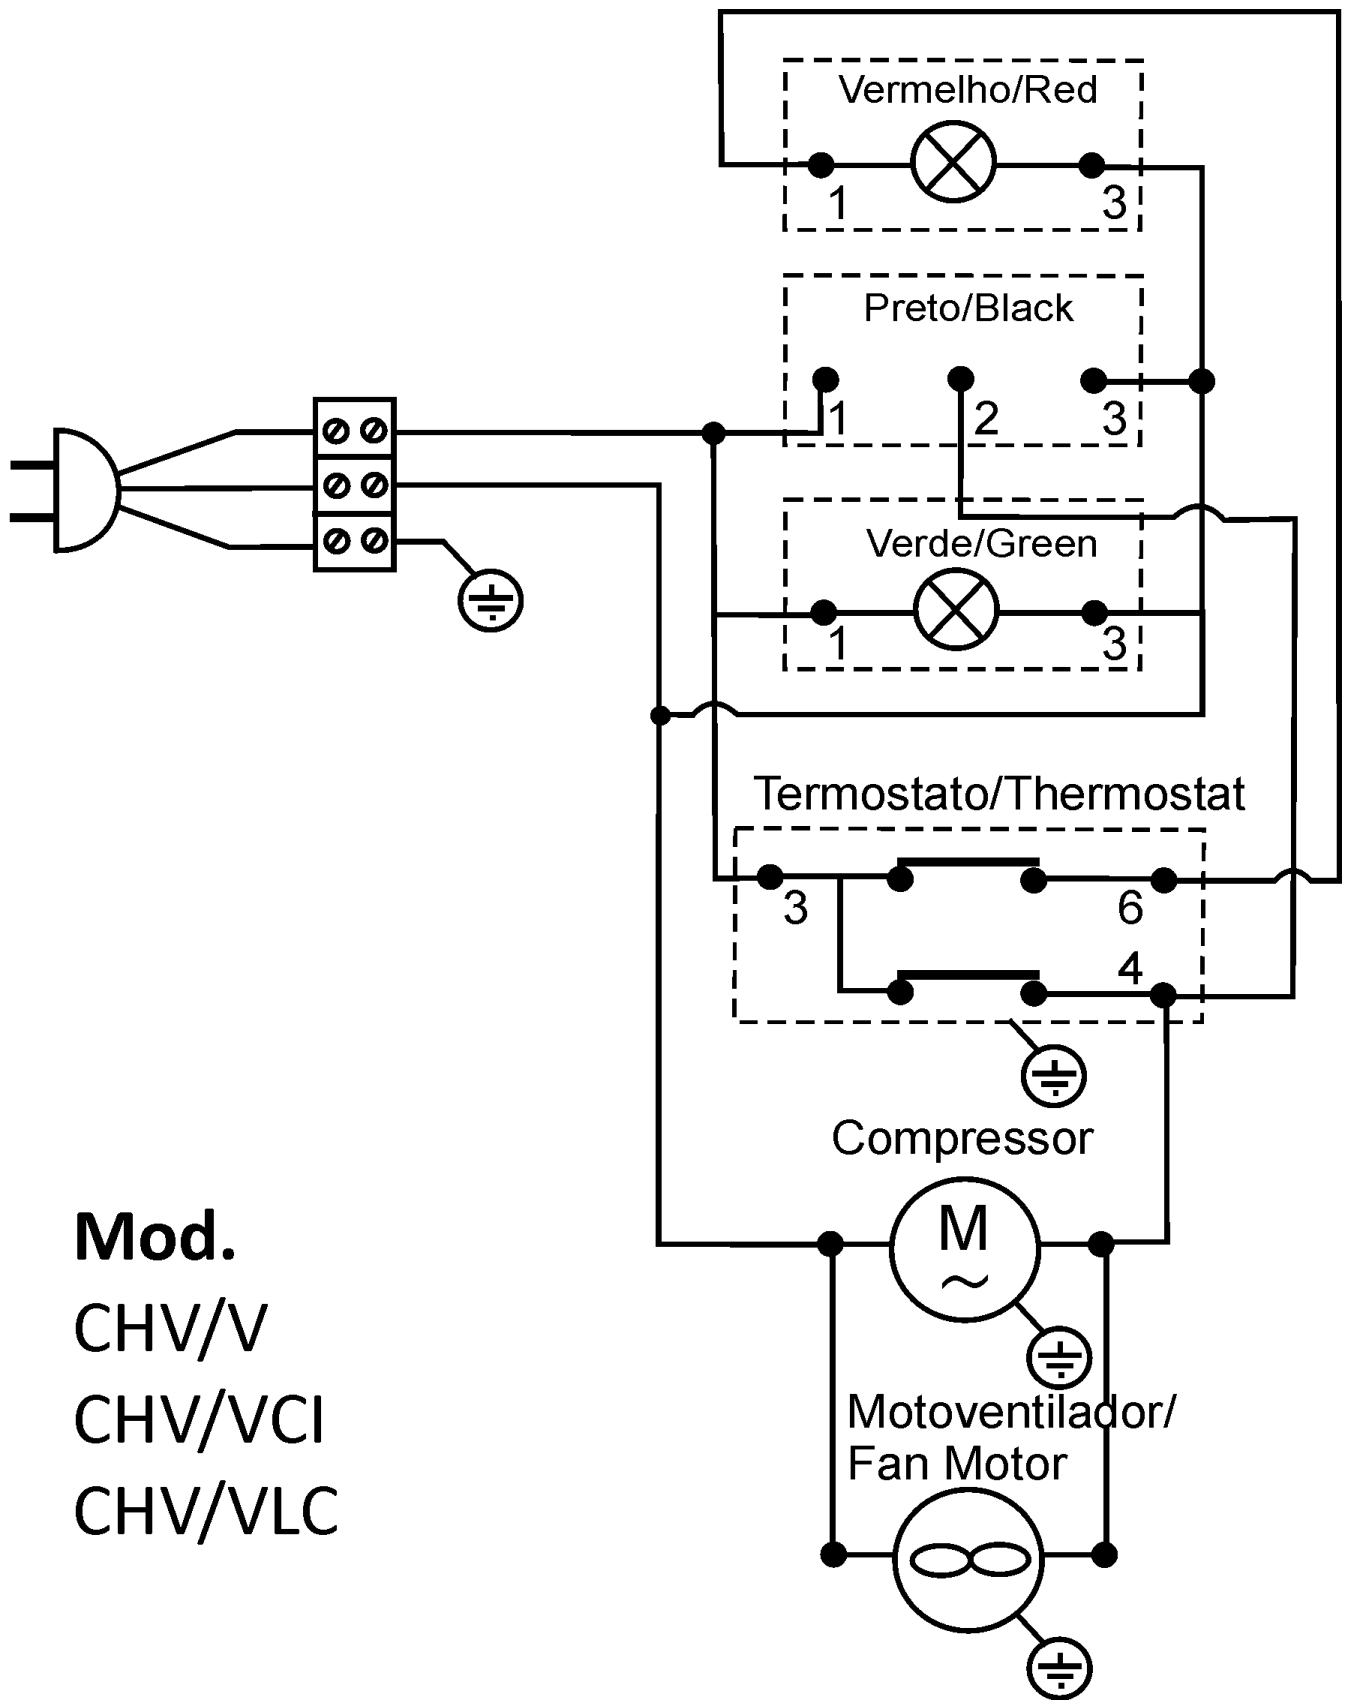 Vermelho/Red
1
3
Preto/Black
1
2
3
Verde/Green
1
3
Termostato/Thermostat
3
6
4
Compressor
M
~
Mod.
CHV/V
CHV/VCI
CHV/VLC
Motoventilador/
Fan Motor